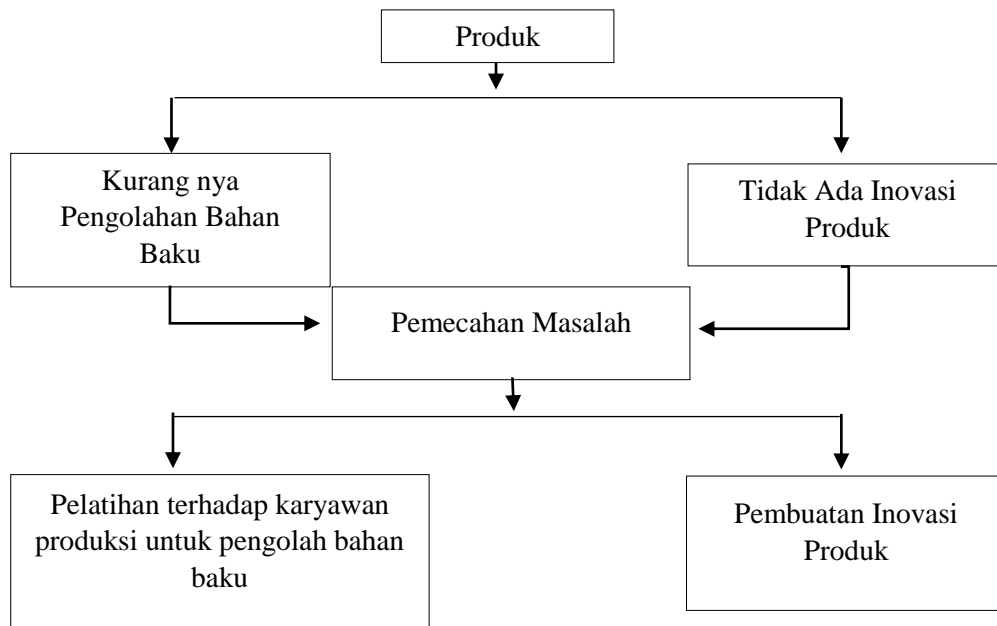 Produk
Kurang nya
Pengolahan Bahan
Baku
Tidak Ada Inovasi
Produk
Pemecahan Masalah
Pelatihan terhadap karyawan
produksi untuk pengolah bahan
baku
Pembuatan Inovasi
Produk